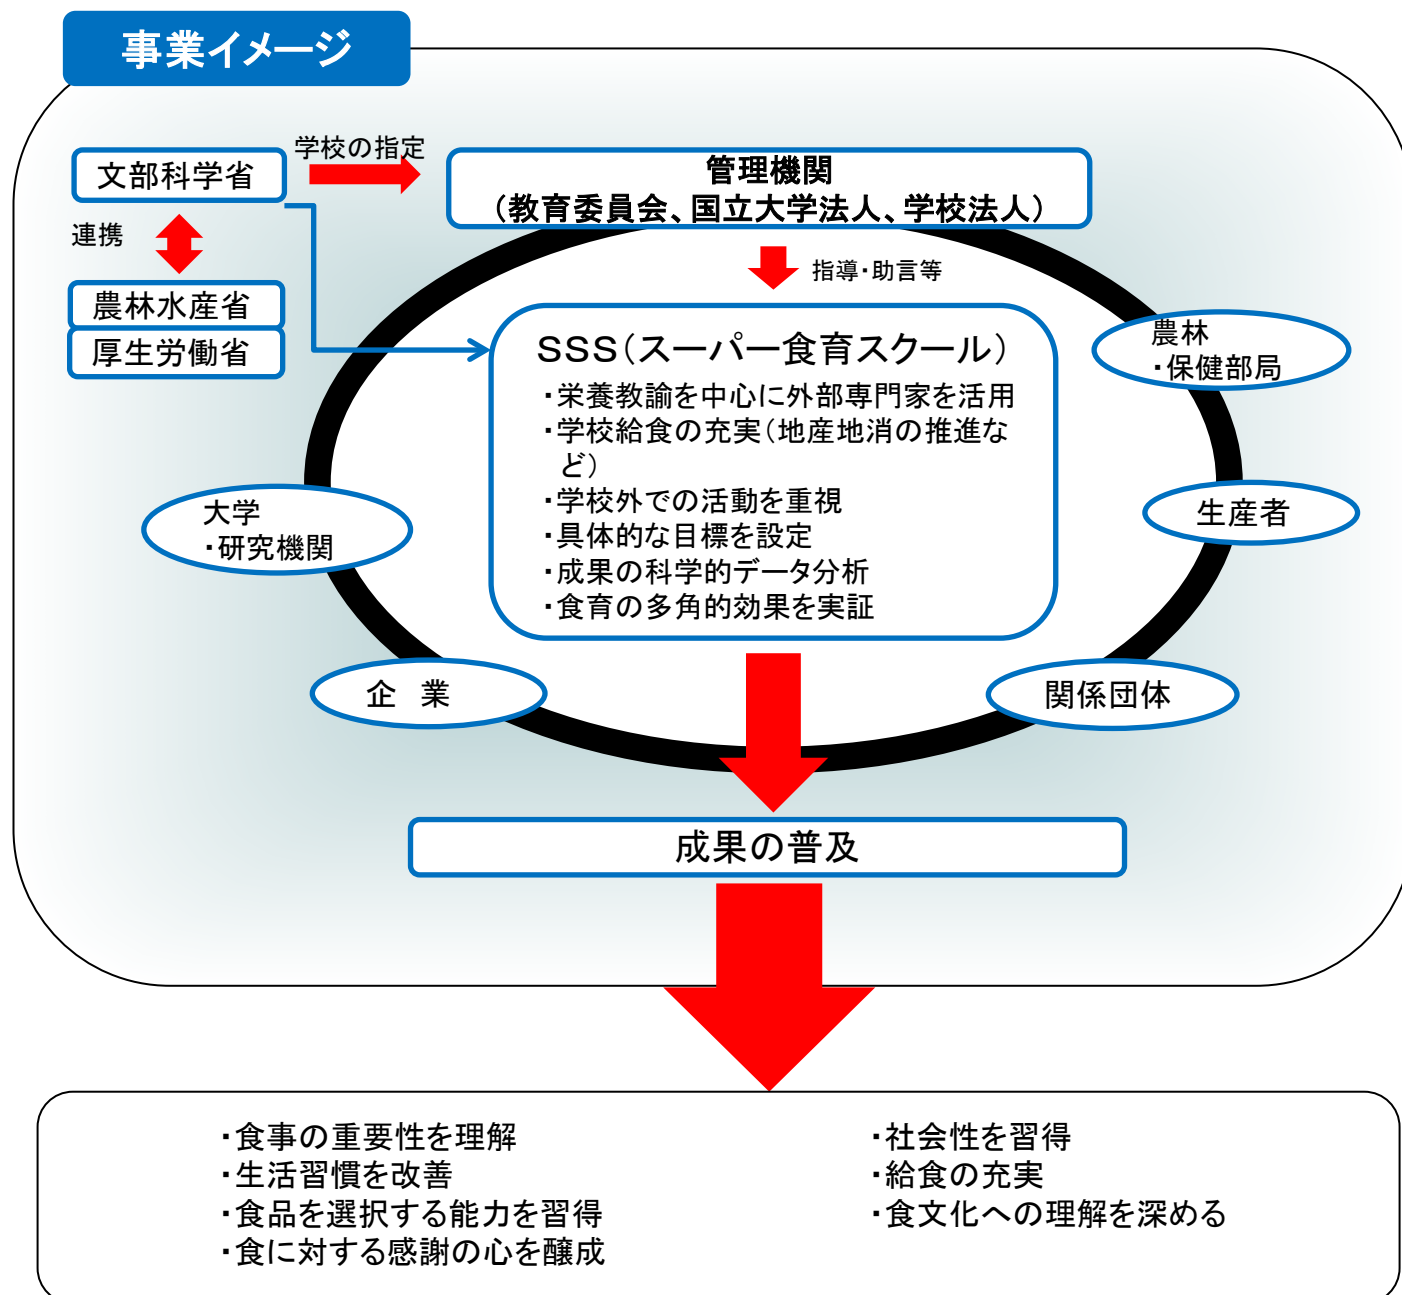 事業イメージ
学校の指定
文部科学省
管理機関
（教育委員会、国立大学法人、学校法人）
連携
指導・助言等
農林水産省
厚生労働省
SSS（スーパー食育スクール）
・栄養教諭を中心に外部専門家を活用
・学校給食の充実（地産地消の推進な
ど）
・学校外での活動を重視
・具体的な目標を設定
・成果の科学的データ分析
・食育の多角的効果を実証
農林
・保健部局
大学
・研究機関
生産者
企　業
関係団体
成果の普及
・食事の重要性を理解
・生活習慣を改善
・食品を選択する能力を習得
・食に対する感謝の心を醸成
・社会性を習得
・給食の充実
・食文化への理解を深める